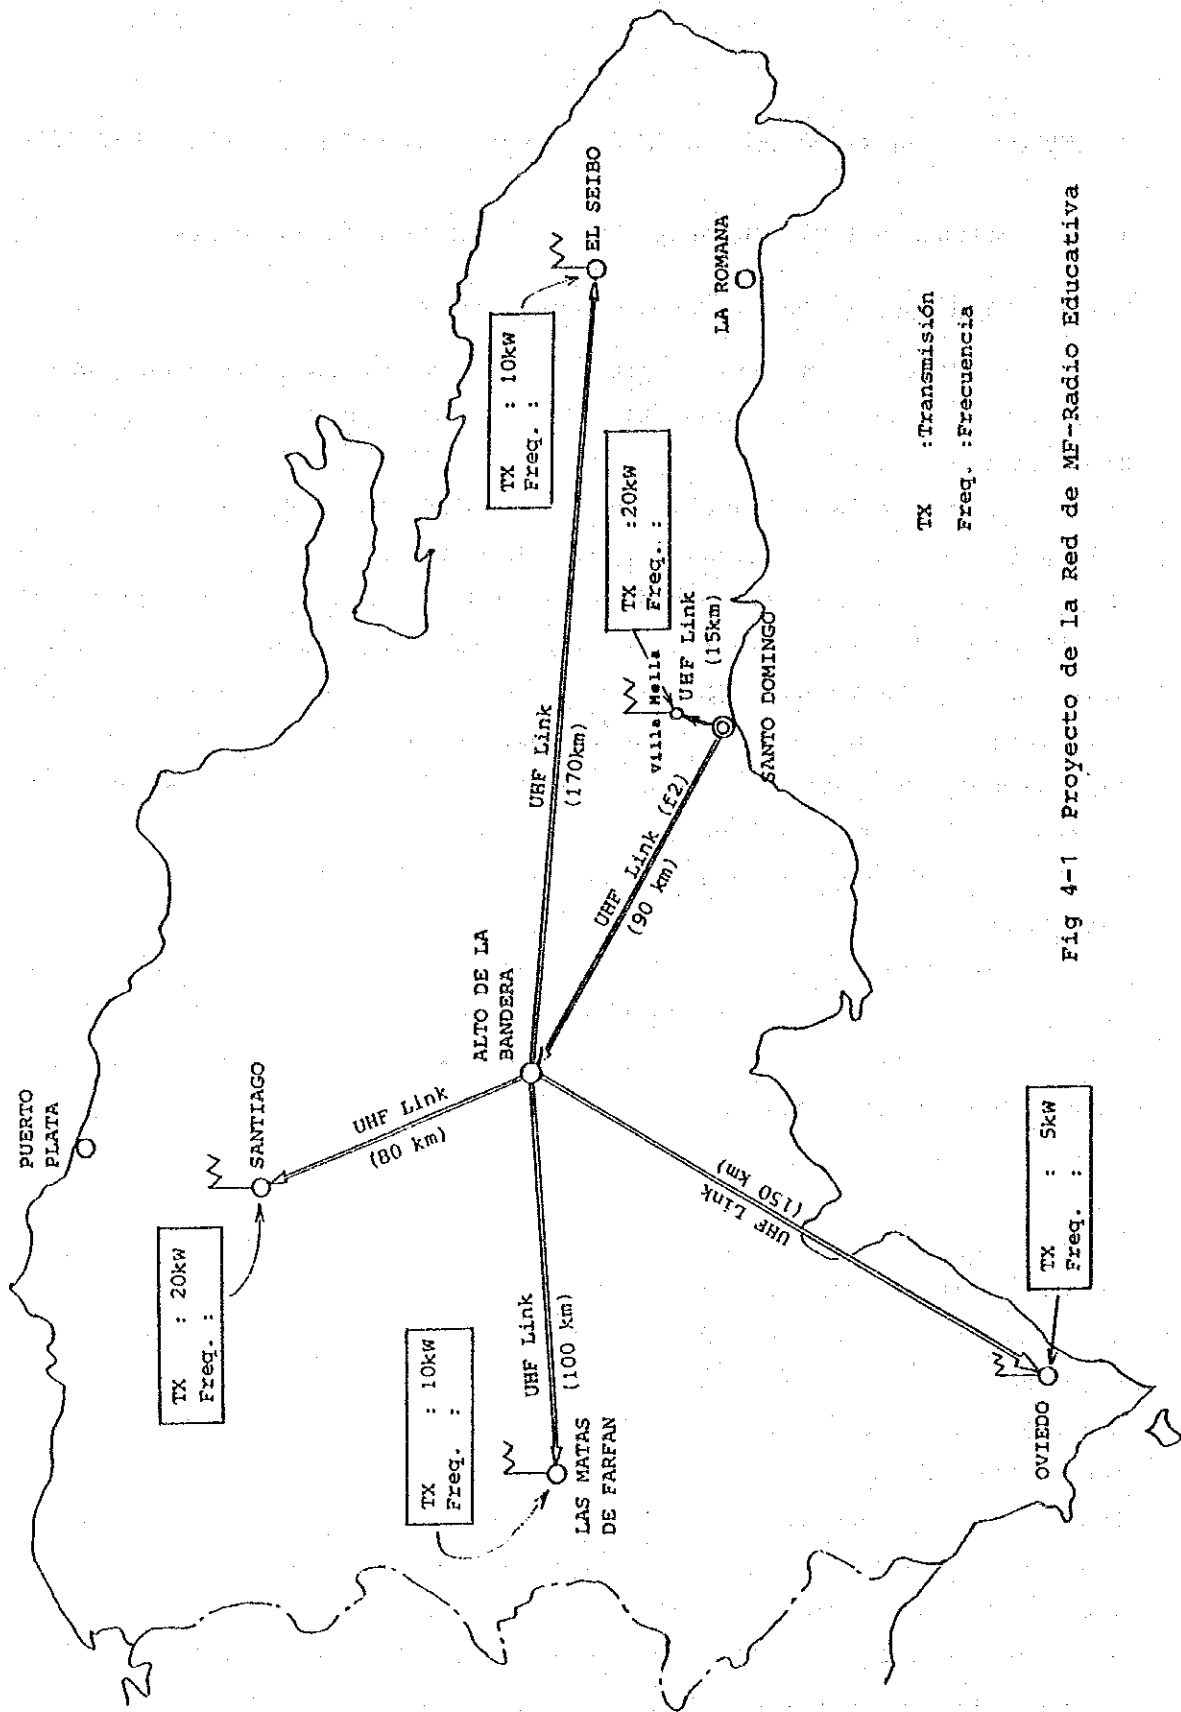 PUERTO
PLATA
TX : 20kW
Freq. :
SANTIAGO
UHF Link
(80 km)
ALTO DE LA
BANDERA
TX : 10kW
Freq. :
UHF Link
(100 km)
LAS MATAS
DE FARFAN
UHF Link
(170km)
TX : 10kW
Freq. :
EL SEIBO
TX :20kW
Freq. :
Villa Mella
UHF Link
(15km)
UHF Link (f2)
(90 km)
SANTO DOMINGO
LA ROMANA
UHF Link
(150 km)
TX : 5kW
Freq. :
OVIEDO
TX :Transmisión
Freq. :Frecuencia
Fig 4-1 Proyecto de la Red de MF-Radio Educativa